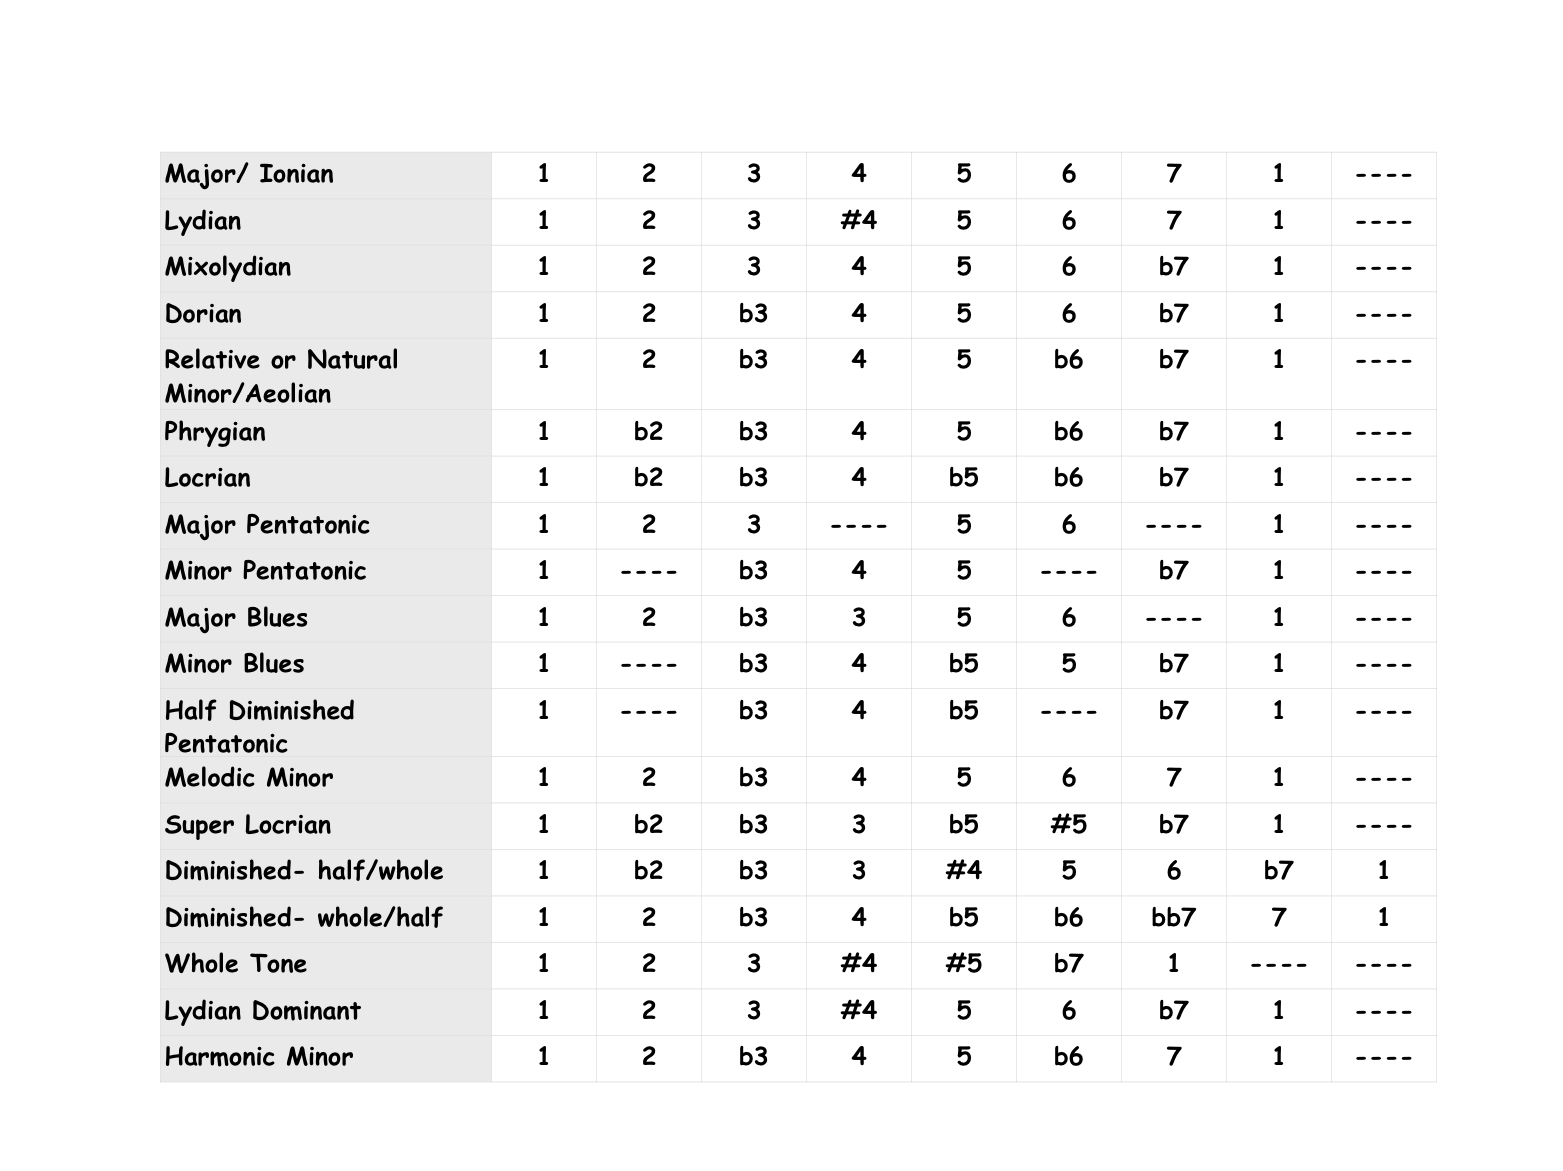 Major/ Ionian 1 2 3 4 5 6 7 1 ----
Lydian 1 2 3 #4 5 6 7 1 ----
Mixolydian 1 2 3 4 5 6 b7 1 ----
Dorian 1 2 b3 4 5 6 b7 1 ----
Relative or Natural 1 2 b3 4 5 b6 b7 1 ----
Minor/Aeolian
Phrygian 1 b2 b3 4 5 b6 b7 1 ----
Locrian 1 b2 b3 4 b5 b6 b7 1 ----
Major Pentatonic 1 2 3 ---- 5 6 ---- 1 ----
Minor Pentatonic 1 ---- b3 4 5 ---- b7 1 ----
Major Blues 1 2 b3 3 5 6 ---- 1 ----
Minor Blues 1 ---- b3 4 b5 5 b7 1 ----
Half Diminished 1 ---- b3 4 b5 ---- b7 1 ----
Pentatonic
Melodic Minor 1 2 b3 4 5 6 7 1 ----
Super Locrian 1 b2 b3 3 b5 #5 b7 1 ----
Diminished- half/whole 1 b2 b3 3 #4 5 6 b7 1
Diminished- whole/half 1 2 b3 4 b5 b6 bb7 7 1
Whole Tone 1 2 3 #4 #5 b7 1 ---- ----
Lydian Dominant 1 2 3 #4 5 6 b7 1 ----
Harmonic Minor 1 2 b3 4 5 b6 7 1 ----